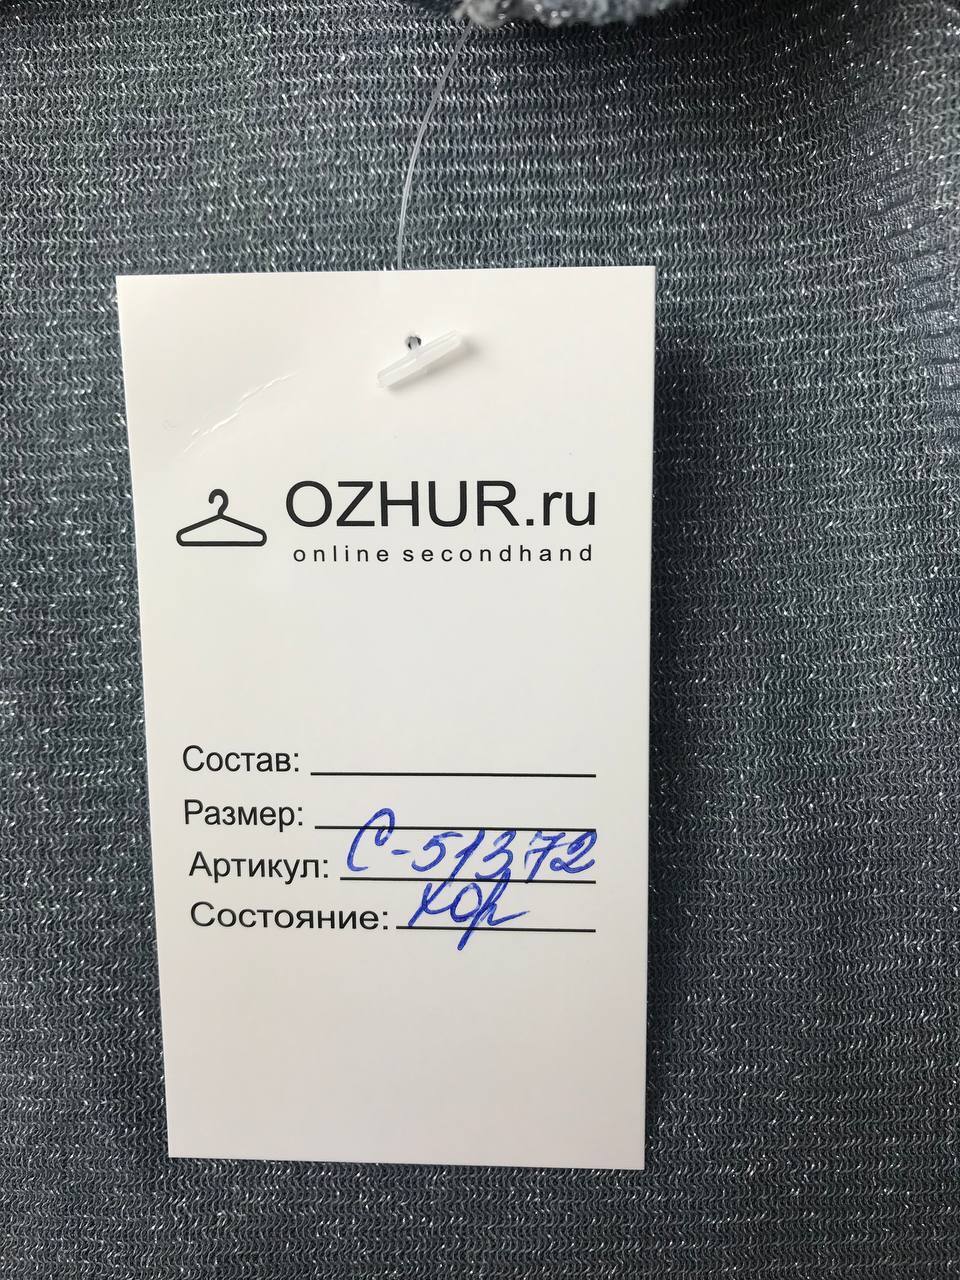 OZHUR.ru
online secondhand
Состав:
Размер:
Артикул: С-51372
Состояние: хор